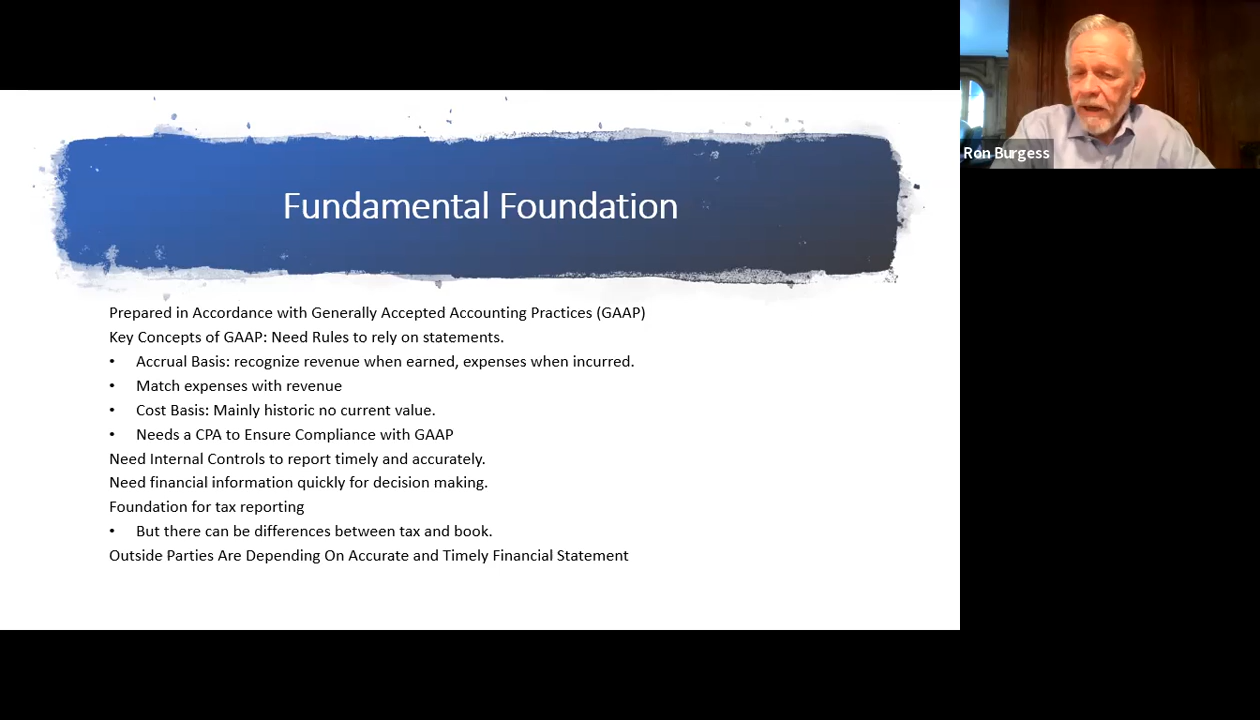 Fundamental Foundation
Prepared in Accordance with Generally Accepted Accounting Practices (GAAP)
Key Concepts of GAAP: Need Rules to rely on statements.
• Accrual Basis: recognize revenue when earned, expenses when incurred.
• Match expenses with revenue
• Cost Basis: Mainly historic no current value.
• Needs a CPA to Ensure Compliance with GAAP
Need Internal Controls to report timely and accurately.
Need financial information quickly for decision making.
Foundation for tax reporting
• But there can be differences between tax and book.
Outside Parties Are Depending On Accurate and Timely Financial Statement
Ron Burgess